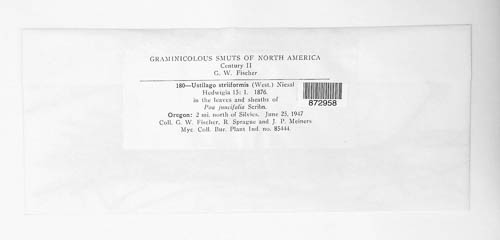 GRAMINICOLOUS SMUTS OF NORTH AMERICA
Century II
G. W. Fischer
180—Ustilago striiformis (West.) Niessl
Hedwigia 15: 1. 1876.
in the leaves and sheaths of
Poa juncifolia Scribn.
Oregon: 2 mi. north of Silvies. June 25, 1947
Coll. G. W. Fischer, R. Sprague and J. P. Meiners
Myc. Coll. Bur. Plant Ind. no. 85444.
872958